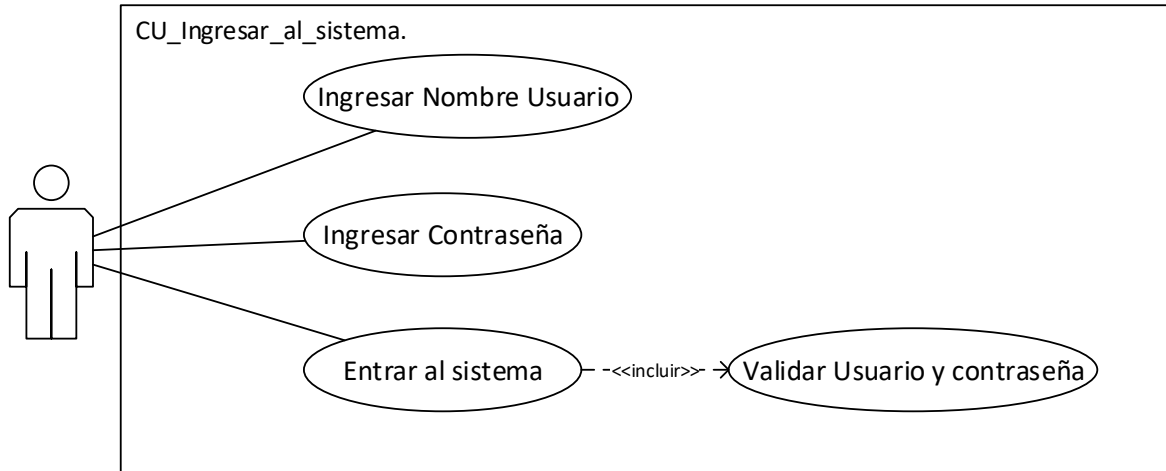 CU_Ingresar_al_sistema.
Ingresar Nombre Usuario
Ingresar Contraseña
Entrar al sistema
<<incluir>>
Validar Usuario y contraseña